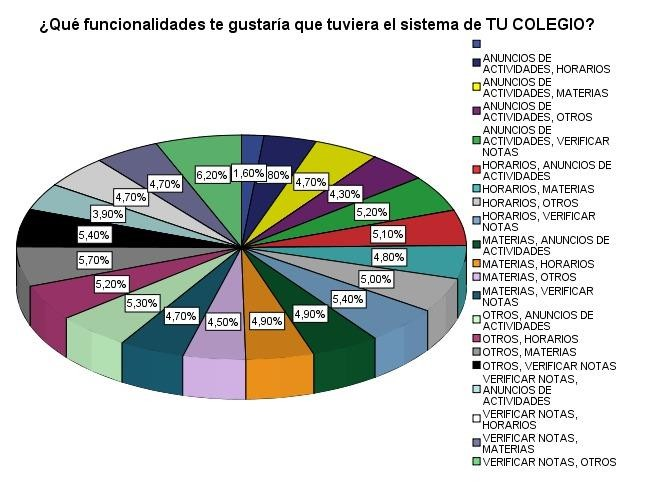 ¿Qué funcionalidades te gustaría que tuviera el sistema de TU COLEGIO?
ANUNCIOS DE
ACTIVIDADES, HORARIOS
ANUNCIOS DE
ACTIVIDADES, MATERIAS
ANUNCIOS DE
ACTIVIDADES, OTROS
ANUNCIOS DE
ACTIVIDADES, VERIFICAR
NOTAS
HORARIOS, ANUNCIOS DE
ACTIVIDADES
HORARIOS, MATERIAS
HORARIOS, OTROS
HORARIOS, VERIFICAR
NOTAS
MATERIAS, ANUNCIOS DE
ACTIVIDADES
MATERIAS, HORARIOS
MATERIAS, OTROS
MATERIAS, VERIFICAR
NOTAS
OTROS, ANUNCIOS DE
ACTIVIDADES
OTROS, HORARIOS
OTROS, MATERIAS
OTROS, VERIFICAR NOTAS
VERIFICAR NOTAS,
ANUNCIOS DE
ACTIVIDADES
VERIFICAR NOTAS,
HORARIOS
VERIFICAR NOTAS,
MATERIAS
VERIFICAR NOTAS, OTROS
1,60%
4,70%
4,30%
5,20%
5,10%
4,80%
5,00%
5,40%
4,90%
4,90%
4,50%
4,70%
5,30%
5,20%
5,70%
5,40%
3,90%
4,70%
4,70%
6,20%